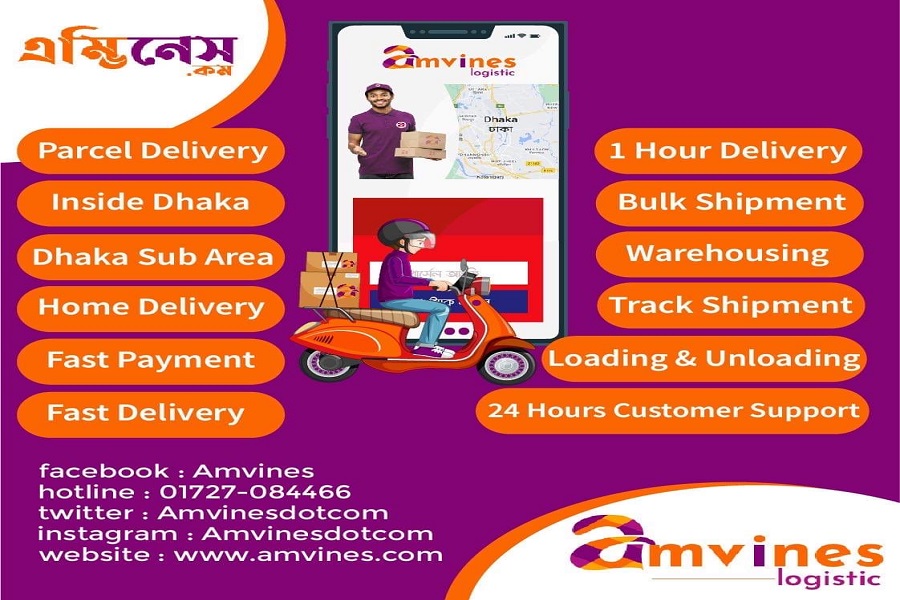 এম্ভিনেস
.কম
amvines
logistic
Dhaka
ঢাকা
Parcel Delivery
Inside Dhaka
Dhaka Sub Area
Home Delivery
Fast Payment
Fast Delivery
1 Hour Delivery
Bulk Shipment
Warehousing
Track Shipment
Loading & Unloading
24 Hours Customer Support
facebook : Amvines
hotline : 01727-084466
twitter : Amvinesdotcom
instagram : Amvinesdotcom
website : www.amvines.com
amvines
logistic